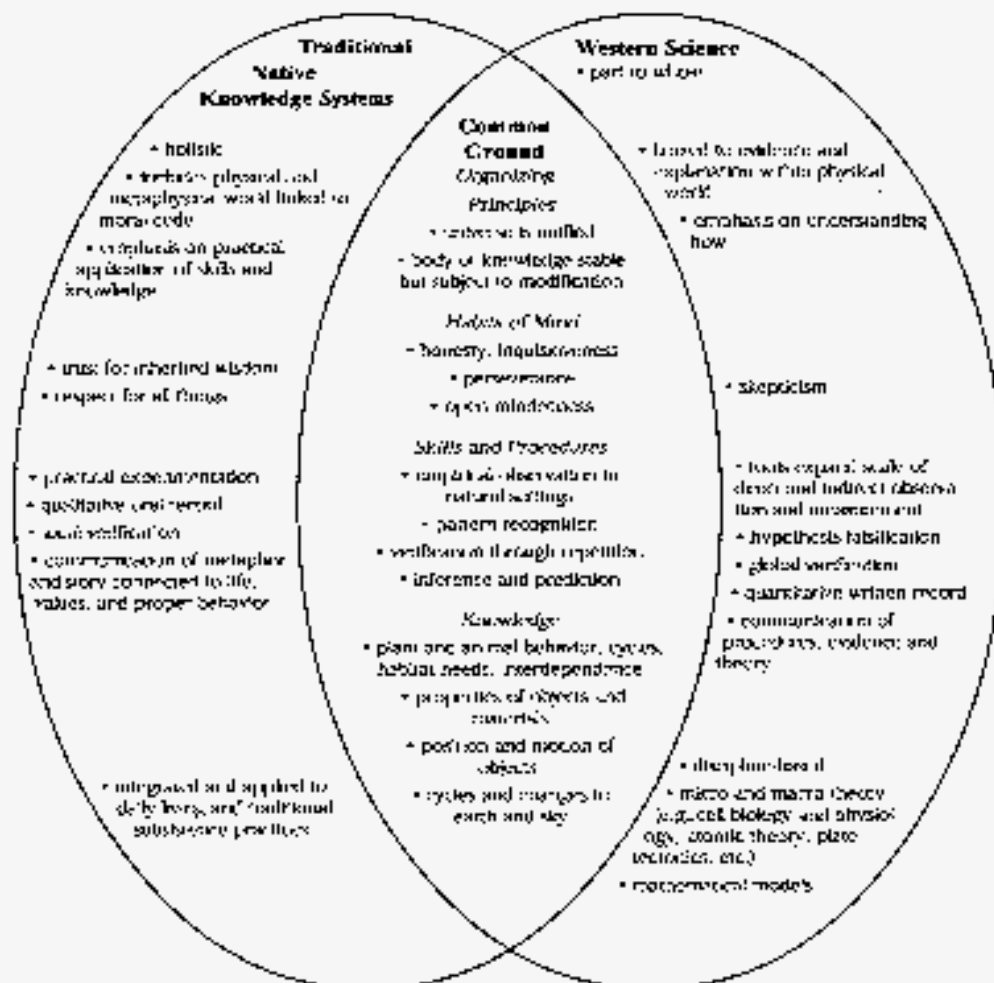 Traditional
Native
Knowledge Systems
• holistic
• includes physical and
metaphysical world linked to
moral code
• emphasis on practical
application of skills and
knowledge
• trust for inherited wisdom
• respect for all things
• practical experimentation
• qualitative oral record
• local verification
• communication of metaphor
and story connected to life,
values, and proper behavior
• integrated and applied to
daily living and traditional
subsistence practices
Common
Ground
Organizing
Principles
• universe is unified
• body of knowledge stable
but subject to modification
Habits of Mind
• honesty, inquisitiveness
• perseverance
• open-mindedness
Skills and Procedures
• empirical observation in
natural settings
• pattern recognition
• verification through repetition
• inference and prediction
Knowledge
• plant and animal behavior, cycles,
habitat needs, interdependence
• properties of objects and
materials
• position and motion of
objects
• cycles and changes in
earth and sky
Western Science
• part to whole
• limited to evidence and
explanation within physical
world
• emphasis on understanding
how
• skepticism
• tools expand scale of
direct and indirect observa
tion and measurement
• hypothesis falsification
• global verification
• quantitative written record
• communication of
procedures, evidence and
theory
• discipline-based
• micro and macro theory
(e.g. cell biology and physiol
ogy, atomic theory, plate
tectonics, etc.)
• mathematical models